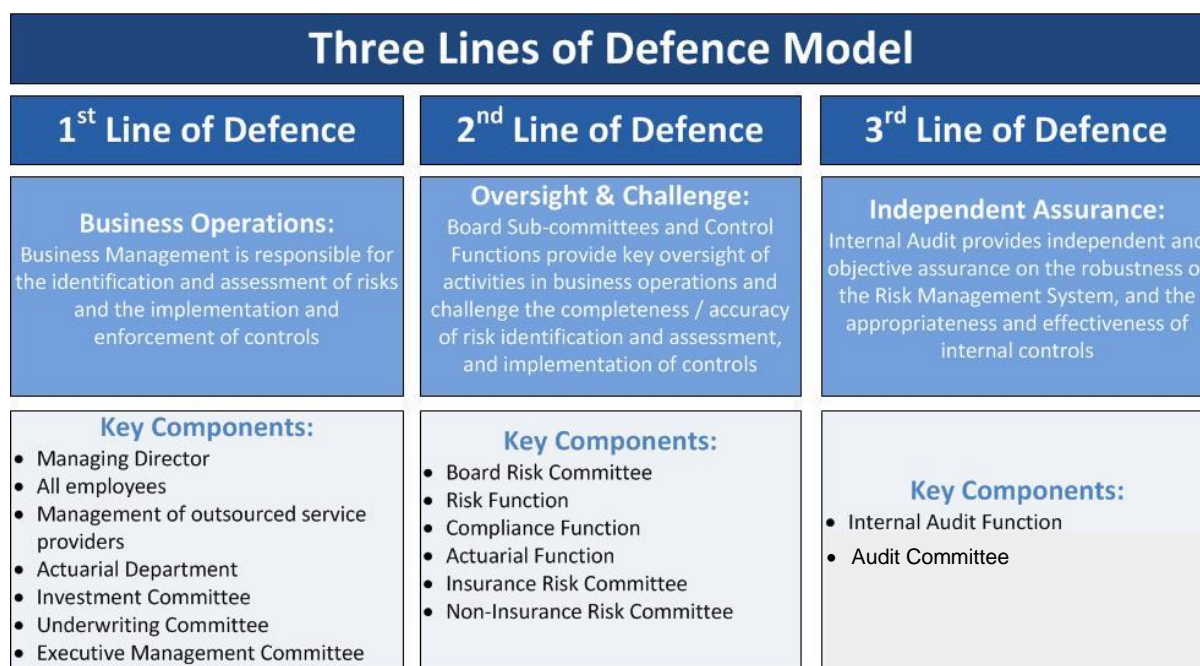 Three Lines of Defence Model
1st Line of Defence
Business Operations:
Business Management is responsible for
the identification and assessment of risks
and the implementation and
enforcement of controls
Key Components:
• Managing Director
• All employees
• Management of outsourced service
providers
• Actuarial Department
• Investment Committee
• Underwriting Committee
• Executive Management Committee
2nd Line of Defence
Oversight & Challenge:
Board Sub-committees and Control
Functions provide key oversight of
activities in business operations and
challenge the completeness / accuracy
of risk identification and assessment,
and implementation of controls
Key Components:
• Board Risk Committee
• Risk Function
• Compliance Function
• Actuarial Function
• Insurance Risk Committee
• Non-Insurance Risk Committee
3rd Line of Defence
Independent Assurance:
Internal Audit provides independent and
objective assurance on the robustness of
the Risk Management System, and the
appropriateness and effectiveness of
internal controls
Key Components:
• Internal Audit Function
• Audit Committee